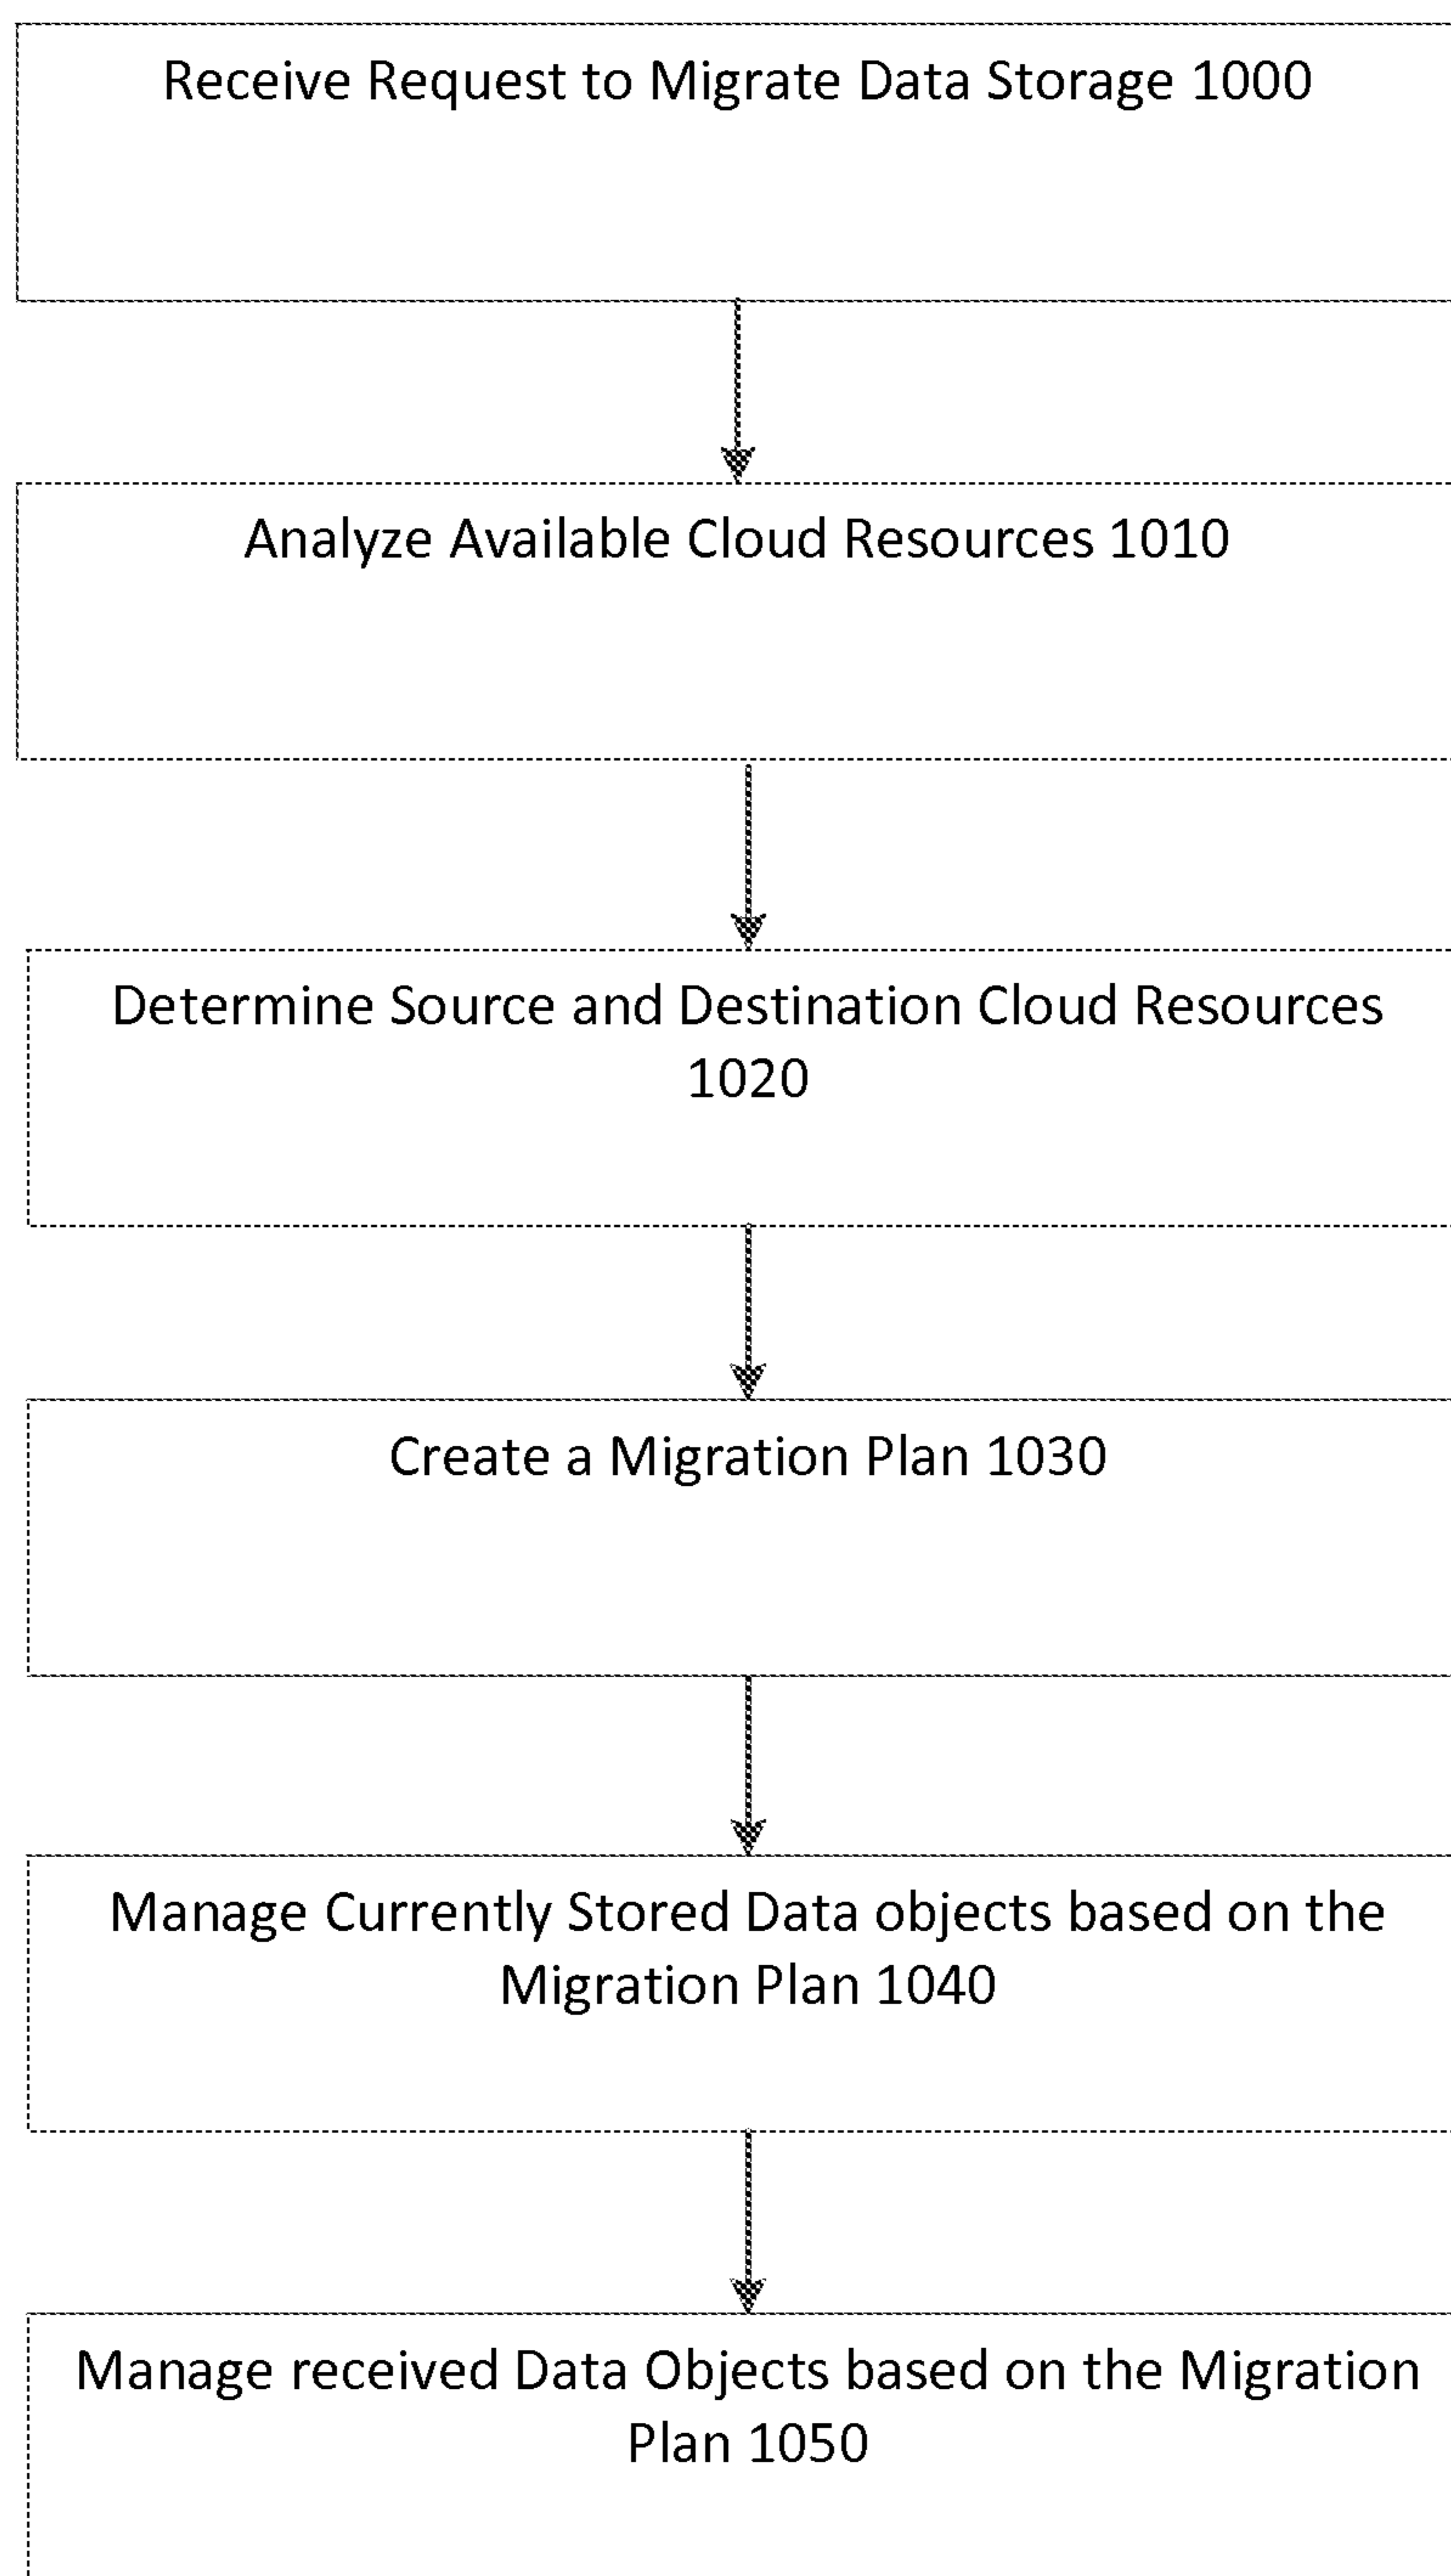 Receive Request to Migrate Data Storage 1000
Analyze Available Cloud Resources 1010
Determine Source and Destination Cloud Resources
1020
Create a Migration Plan 1030
Manage Currently Stored Data objects based on the
Migration Plan 1040
Manage received Data Objects based on the Migration
Plan 1050